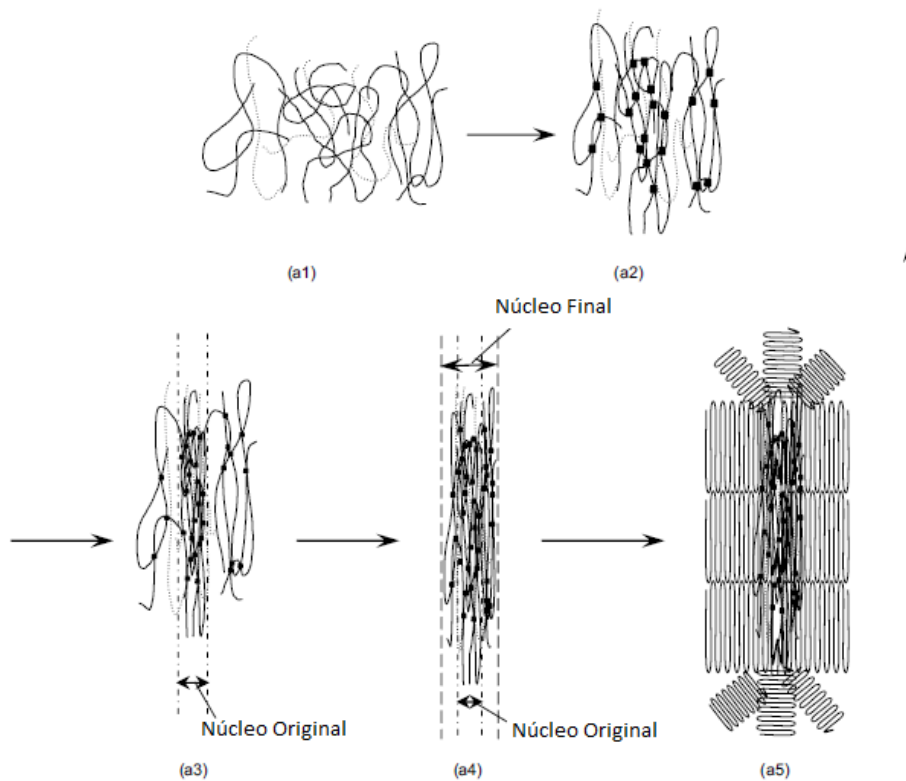 (a1)
(a2)
Núcleo Final
Núcleo Original
Núcleo Original
(a3)
(a4)
(a5)